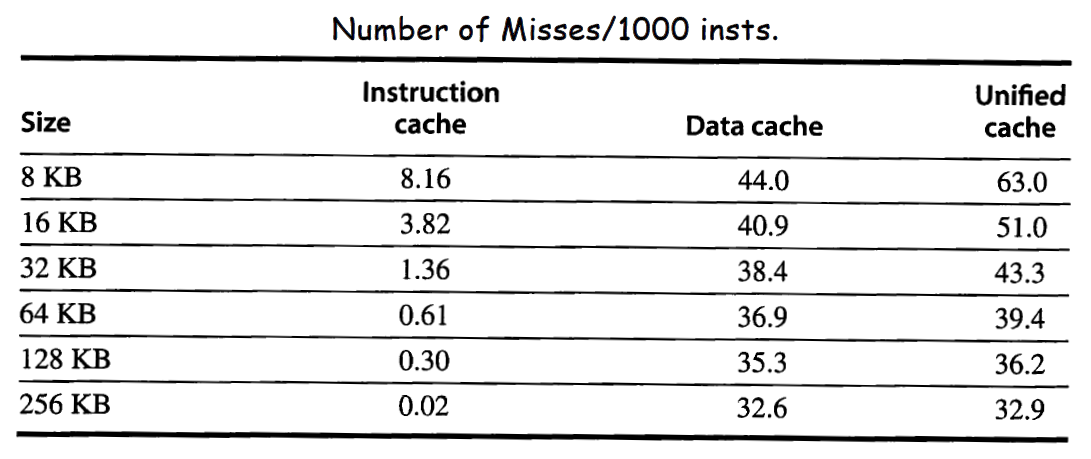 Number of Misses/1000 insts.
Size Instruction cache Data cache Unified cache
8 KB 8.16 44.0 63.0
16 KB 3.82 40.9 51.0
32 KB 1.36 38.4 43.3
64 KB 0.61 36.9 39.4
128 KB 0.30 35.3 36.2
256 KB 0.02 32.6 32.9